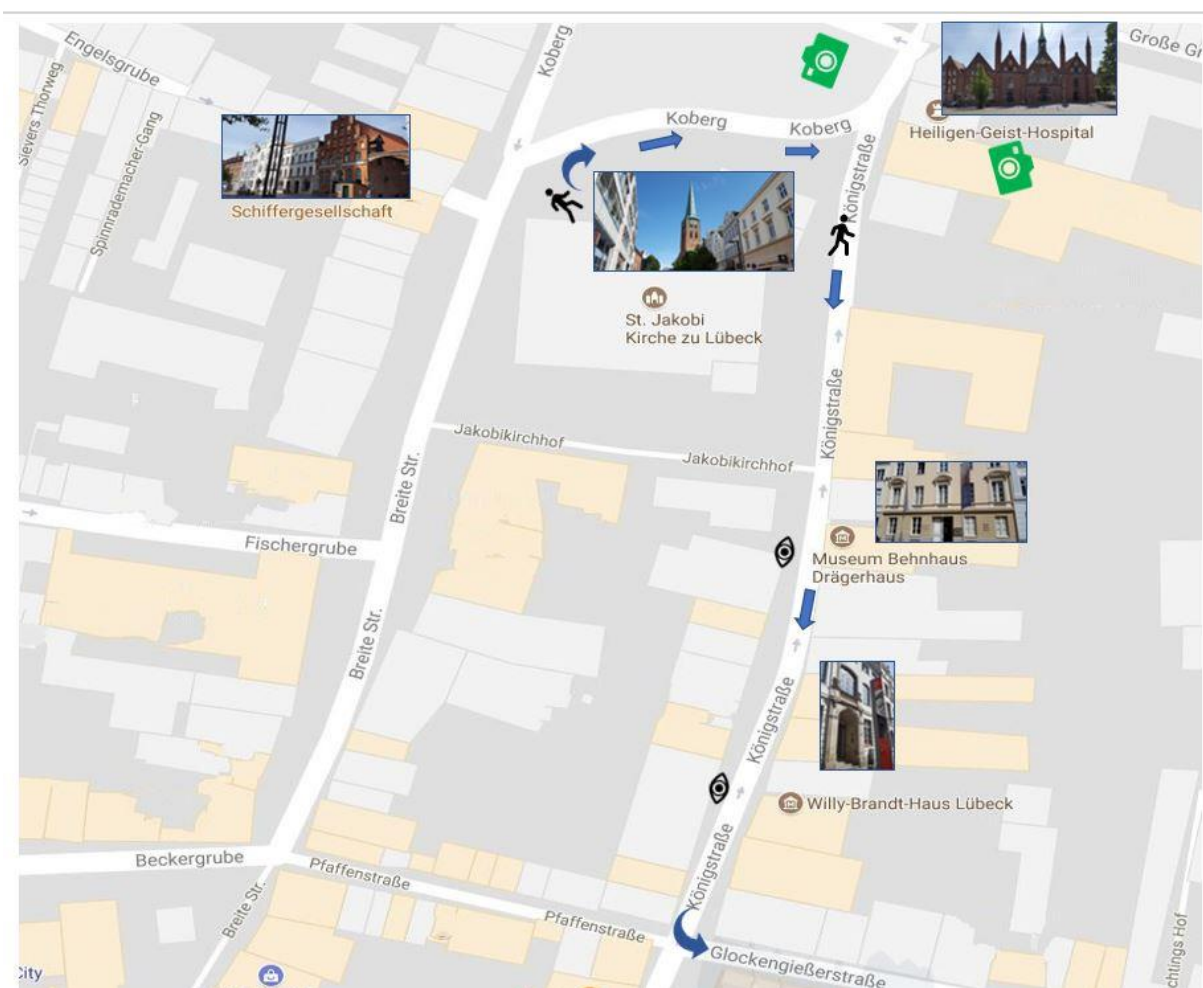 Engelsgrube
Koberg
Große Gr
Sievers Thorweg
Koberg
Koberg
Heiligen-Geist-Hospital
Spinnrademacher-Gang
Schiffergesellschaft
Königstraße
St. Jakobi
Kirche zu Lübeck
Königstraße
Jakobikirchhof
Jakobikirchhof
Breite Str.
Fischergrube
Museum Behnhaus
Drägerhaus
Breite Str.
Königstraße
Willy-Brandt-Haus Lübeck
Beckergrube
Pfaffenstraße
Königstraße
Breite Str.
Pfaffenstraße
Glockengießerstraße
chtings Hof
City